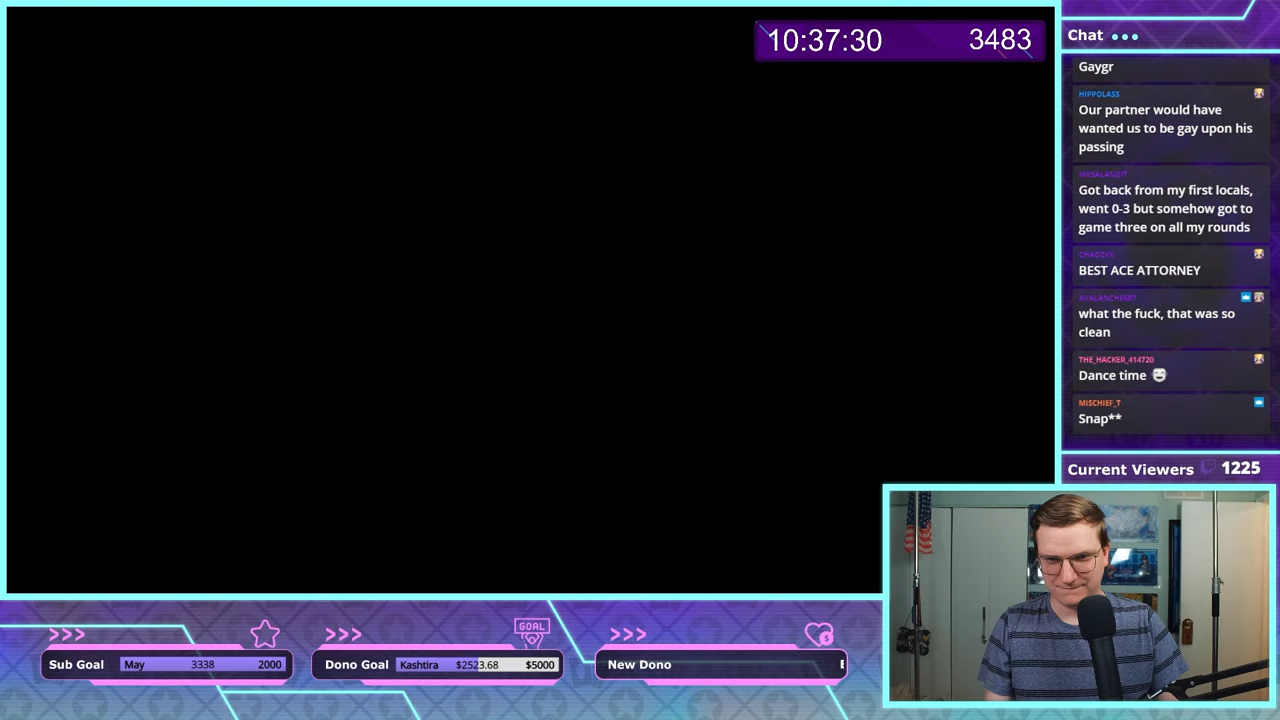 10:37:30 3483
Chat
Gaygr
HIPPOLASS
Our partner would have
wanted us to be gay upon his
passing
MRSALANDIT
Got back from my first locals,
went 0-3 but somehow got to
game three on all my rounds
CHAOZYX
BEST ACE ATTORNEY
what the fuck, that was so
clean
THE_HACKER_414720
Dance time
MISCHIEF_T
Snap**
Current Viewers 1225
>>>
Sub Goal May 3338 2000
>>>
GOAL
Dono Goal Kashtira $2523.68 $5000
>>>
New Dono